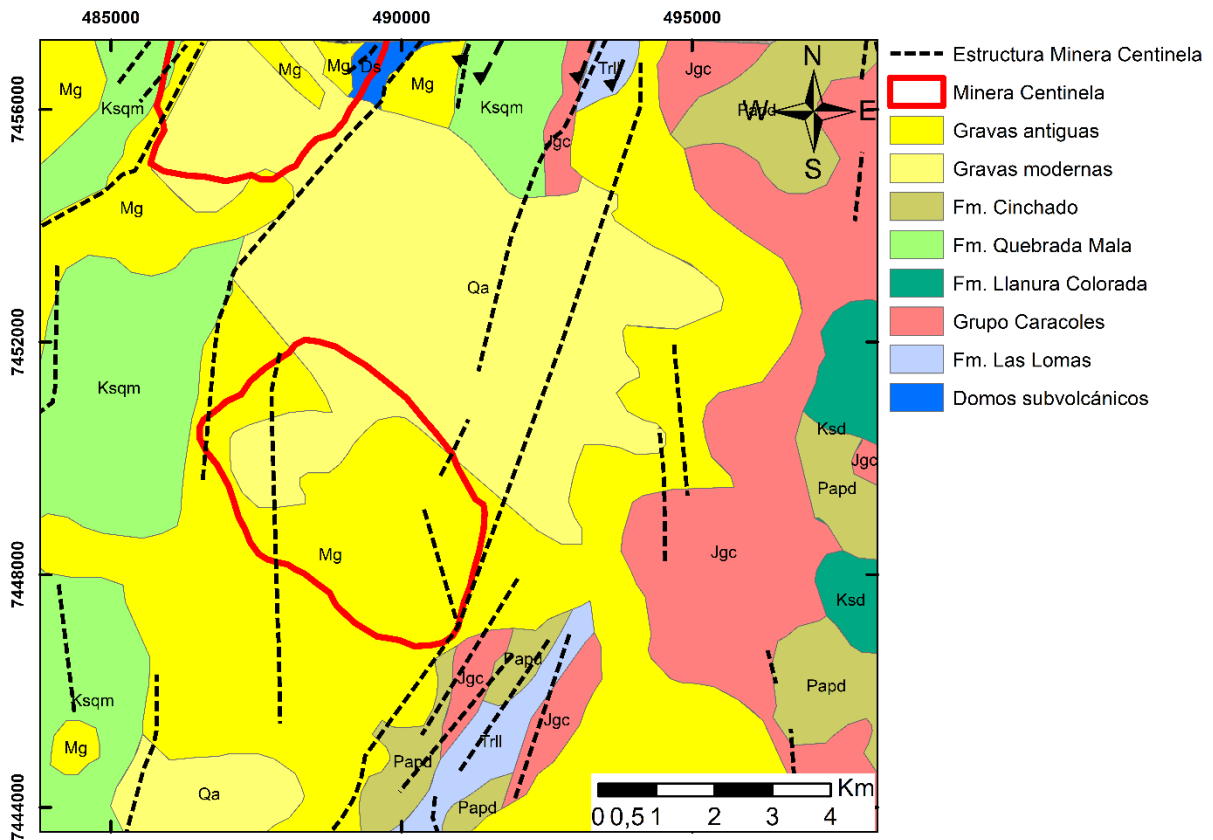 485000 490000 495000
7456000
7452000
7448000
7444000
Mg
Ksqm
Mg
Mg
Ds
Mg
Ksqm
Trll
Jgc
Papd
Jgc
Mg
Qa
Ksqm
Ksd
Jgc
Papd
Mg
Jgc
Ksd
Ksqm
Papd
Jgc
Papd
Jgc
Mg
Trll
Papd
Qa
Papd
N
W E
S
Km
0 0,5 1 2 3 4
Estructura Minera Centinela
Minera Centinela
Gravas antiguas
Gravas modernas
Fm. Cinchado
Fm. Quebrada Mala
Fm. Llanura Colorada
Grupo Caracoles
Fm. Las Lomas
Domos subvolcánicos